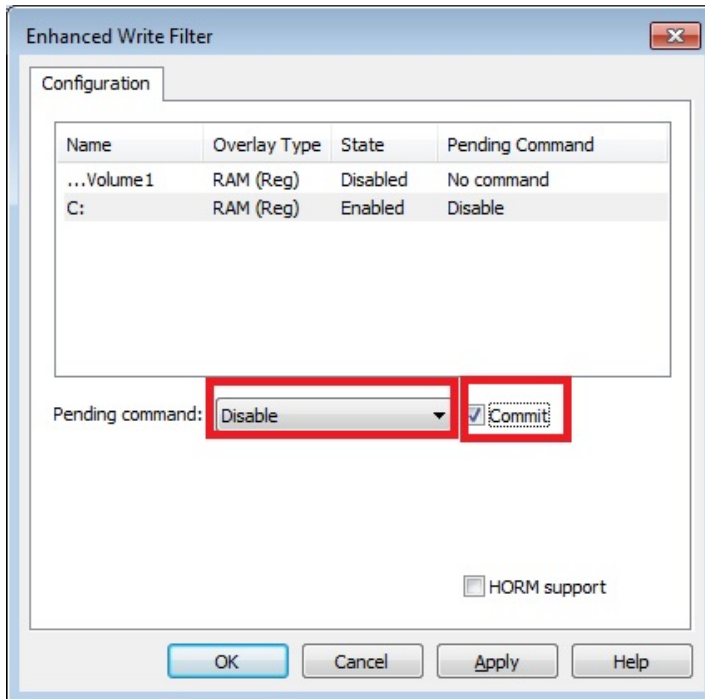 Enhanced Write Filter
Configuration
Name Overlay Type State Pending Command
...Volume1 RAM (Reg) Disabled No command
C: RAM (Reg) Enabled Disable
Pending command: Disable Commit
HORM support
OK Cancel Apply Help